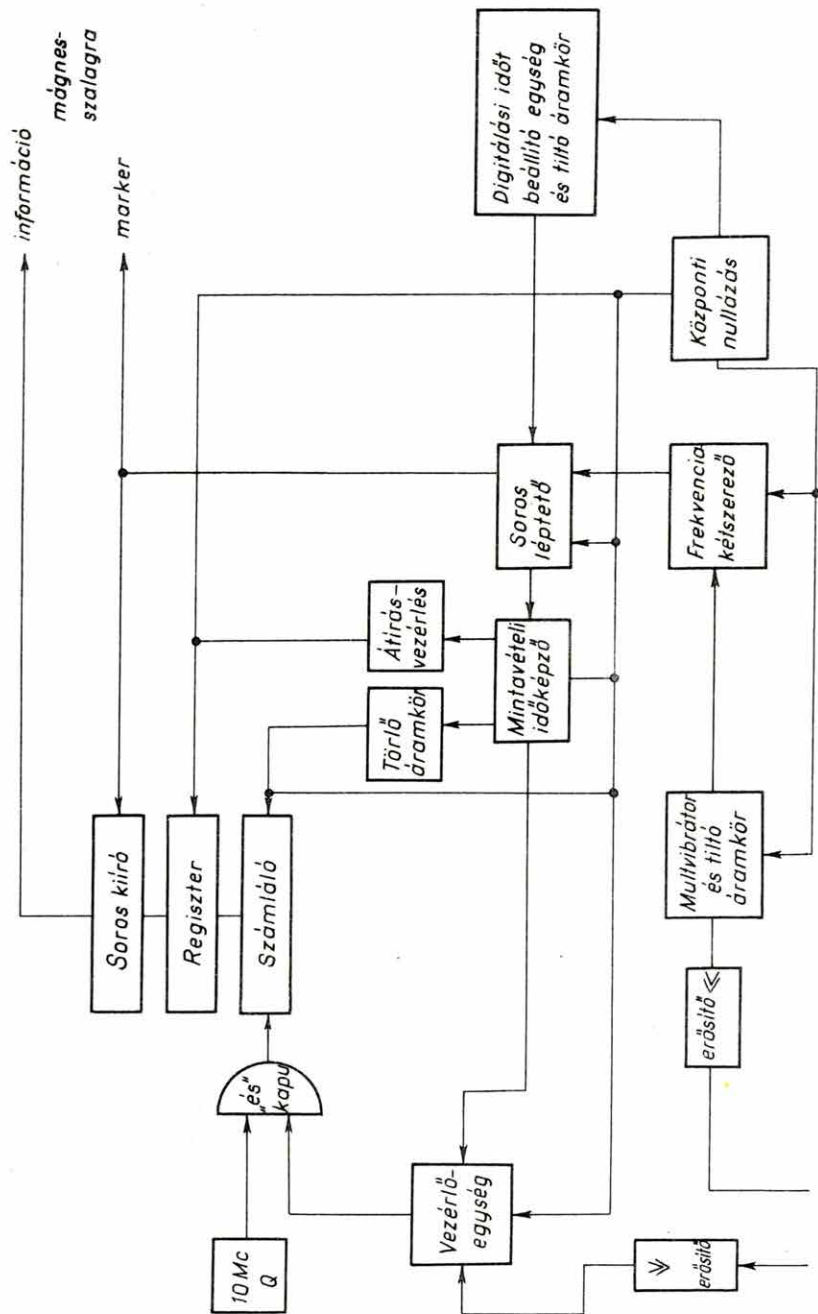 információ
mágnes-
szalagra
marker
Soros kiíró
Regiszter
Számláló
"és"
kapu
10 Mc
Q
Törlő
áramkör
Átírás-
vezérlés
Mintavételi
időképző
Soros
léptető
Digitálási időt
beállító egység
és tiltó áramkör
Vezérlő-
egység
erősítő
erősítő
Multvibrátor
és tiltó
áramkör
Frekvencia
kétszerező
Központi
nullázás